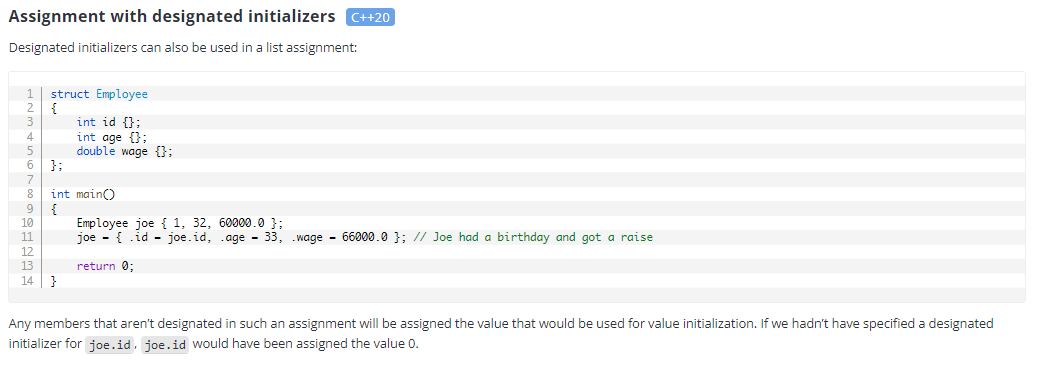 Assignment with designated initializers C++20
Designated initializers can also be used in a list assignment:
1 struct Employee
2 {
3     int id {};
4     int age {};
5     double wage {};
6 };
7
8 int main()
9 {
10     Employee joe { 1, 32, 60000.0 };
11     joe = { .id = joe.id, .age = 33, .wage = 66000.0 }; // Joe had a birthday and got a raise
12
13     return 0;
14 }
Any members that aren't designated in such an assignment will be assigned the value that would be used for value initialization. If we hadn't have specified a designated
initializer for joe.id, joe.id would have been assigned the value 0.